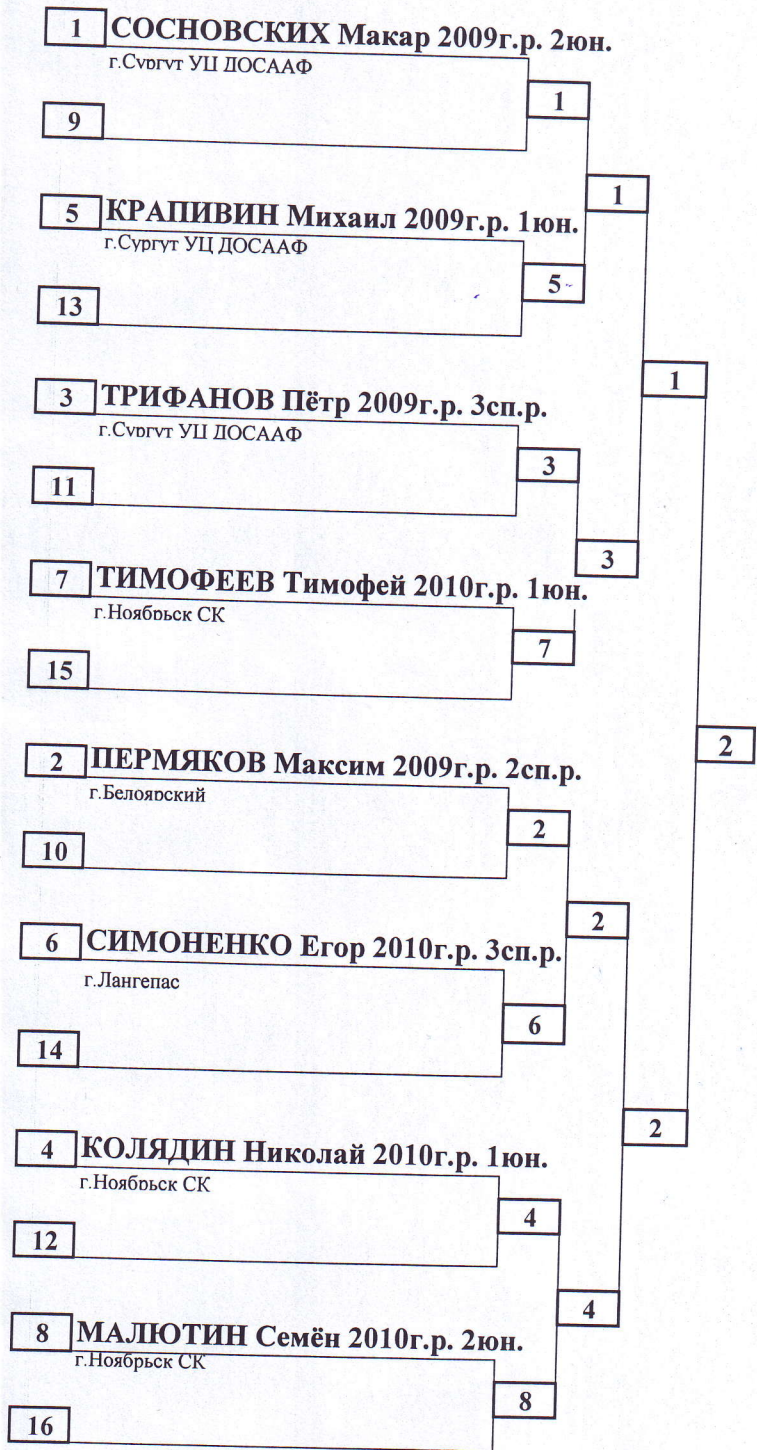 1 СОСНОВСКИХ Макар 2009г.р. 2юн.
г.Сургут УЦ ДОСААФ
1
9
1
5 КРАПИВИН Михаил 2009г.р. 1юн.
г.Сургут УЦ ДОСААФ
5
13
1
3 ТРИФАНОВ Пётр 2009г.р. 3сп.р.
г.Сургут УЦ ДОСААФ
3
11
3
7 ТИМОФЕЕВ Тимофей 2010г.р. 1юн.
г.Ноябрьск СК
7
15
2
2 ПЕРМЯКОВ Максим 2009г.р. 2сп.р.
г.Белоярский
2
10
2
6 СИМОНЕНКО Егор 2010г.р. 3сп.р.
г.Лангепас
6
14
2
4 КОЛЯДИН Николай 2010г.р. 1юн.
г.Ноябрьск СК
4
12
4
8 МАЛЮТИН Семён 2010г.р. 2юн.
г.Ноябрьск СК
8
16